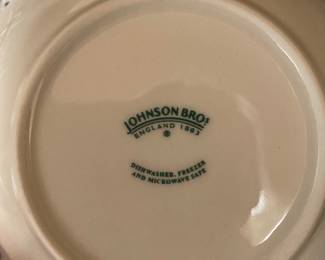 JOHNSON BROS
ENGLAND 1883
®
DISHWASHER, FREEZER
AND MICROWAVE SAFE